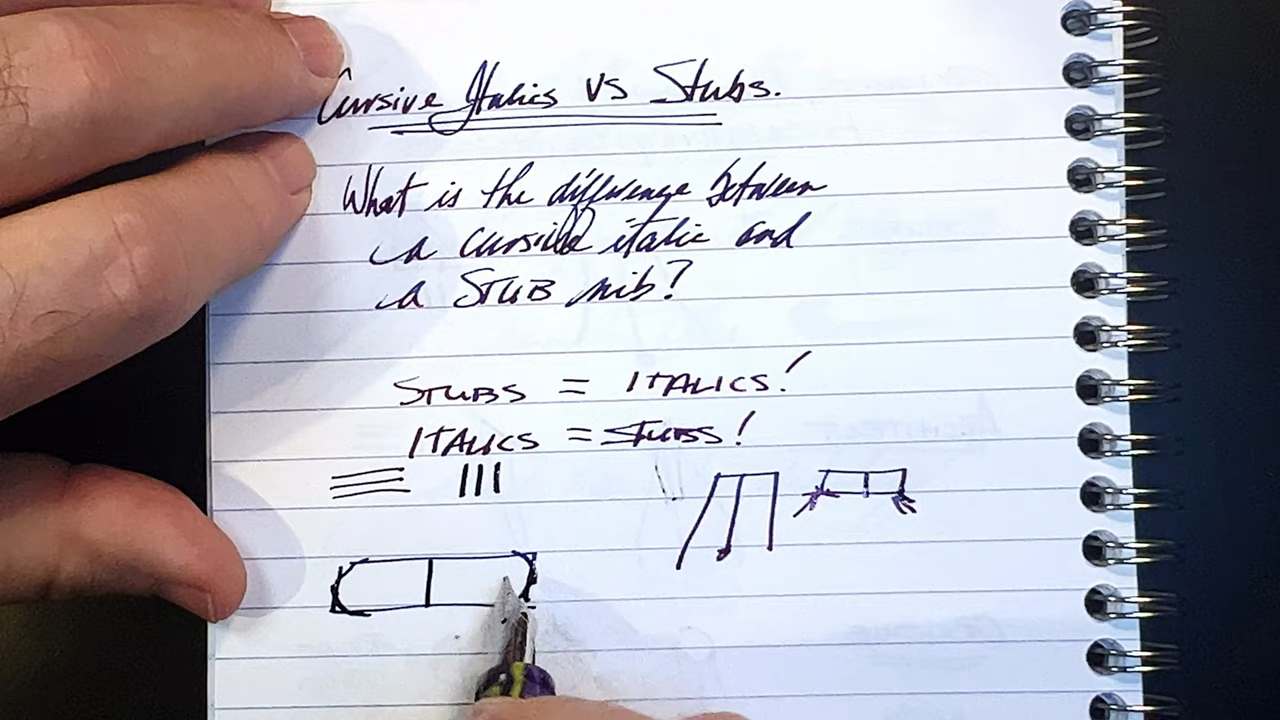 Cursive Italics vs Stubs.
What is the difference between
a cursive italic and
a STUB nib?
STUBS = ITALICS!
ITALICS = STUBS!